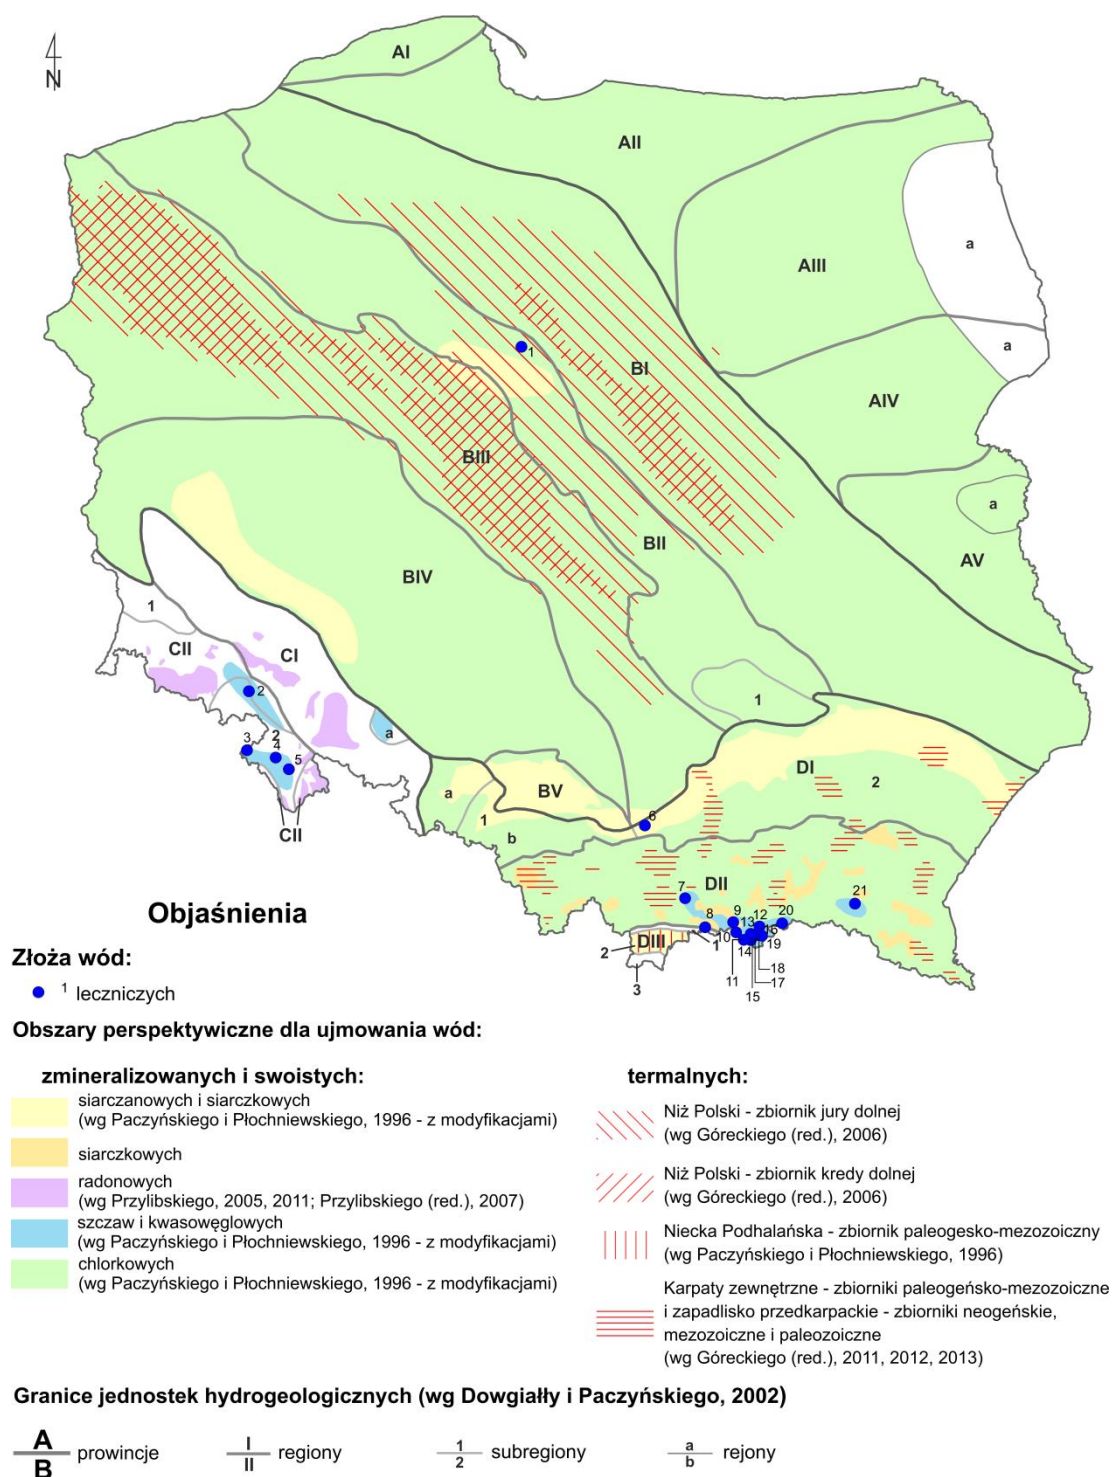 N
AI
AII
a
AIII
a
1
BI
AIV
BIII
a
BII
AV
BIV
1
CII
CI
1
2
a
3
2
4
5
DI
2
a
BV
1
6
b
CII
7
DII
21
8
9
12
20
13
16
10
DIII
1
14
19
2
18
11
17
3
15
Objaśnienia
Złoża wód:
1 leczniczych
Obszary perspektywiczne dla ujmowania wód:
zmineralizowanych i swoistych:
siarczanowych i siarczkowych
(wg Paczyńskiego i Płochniewskiego, 1996 - z modyfikacjami)
siarczkowych
radonowych
(wg Przylibskiego, 2005, 2011; Przylibskiego (red.), 2007)
szczaw i kwasowęglowych
(wg Paczyńskiego i Płochniewskiego, 1996 - z modyfikacjami)
chlorkowych
(wg Paczyńskiego i Płochniewskiego, 1996 - z modyfikacjami)
termalnych:
Niż Polski - zbiornik jury dolnej
(wg Góreckiego (red.), 2006)
Niż Polski - zbiornik kredy dolnej
(wg Góreckiego (red.), 2006)
Niecka Podhalańska - zbiornik paleogesko-mezozoiczny
(wg Paczyńskiego i Płochniewskiego, 1996)
Karpaty zewnętrzne - zbiorniki paleogeńsko-mezozoiczne
i zapadlisko przedkarpackie - zbiorniki neogeńskie,
mezozoiczne i paleozoiczne
(wg Góreckiego (red.), 2011, 2012, 2013)
Granice jednostek hydrogeologicznych (wg Dowgiałły i Paczyńskiego, 2002)
A
B
prowincje
I
II
regiony
1
2
subregiony
a
b
rejony